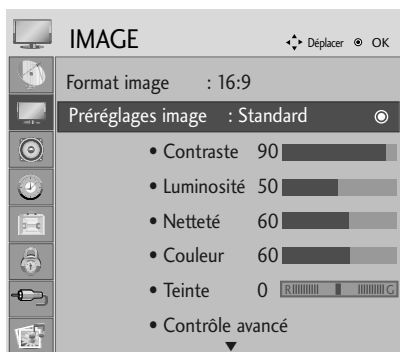 IMAGE Déplacer OK
Format image : 16:9
Préréglages image : Standard
• Contraste 90
• Luminosité 50
• Netteté 60
• Couleur 60
• Teinte 0 R G
• Contrôle avancé